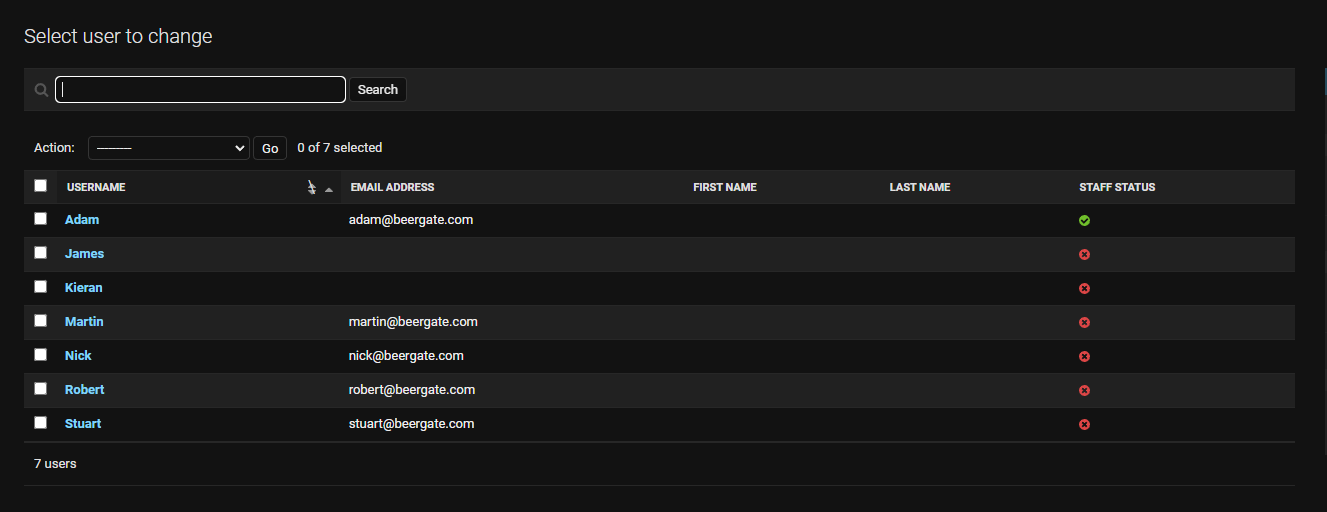 Select user to change
Search
Action: --------- Go 0 of 7 selected
USERNAME EMAIL ADDRESS FIRST NAME LAST NAME STAFF STATUS
Adam adam@beergate.com
James
Kieran
Martin martin@beergate.com
Nick nick@beergate.com
Robert robert@beergate.com
Stuart stuart@beergate.com
7 users